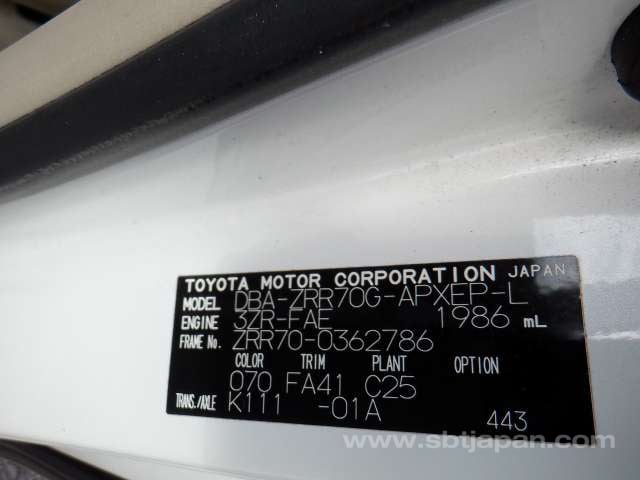 TOYOTA MOTOR CORPORATION JAPAN
MODEL DBA-ZRR70G-APXEP-L
ENGINE 3ZR-FAE 1986 mL
FRAME No. ZRR70-0362786
COLOR TRIM PLANT OPTION
070 FA41 C25
TRANS./AXLE K111 -01A
443
www.sbtjapan.com